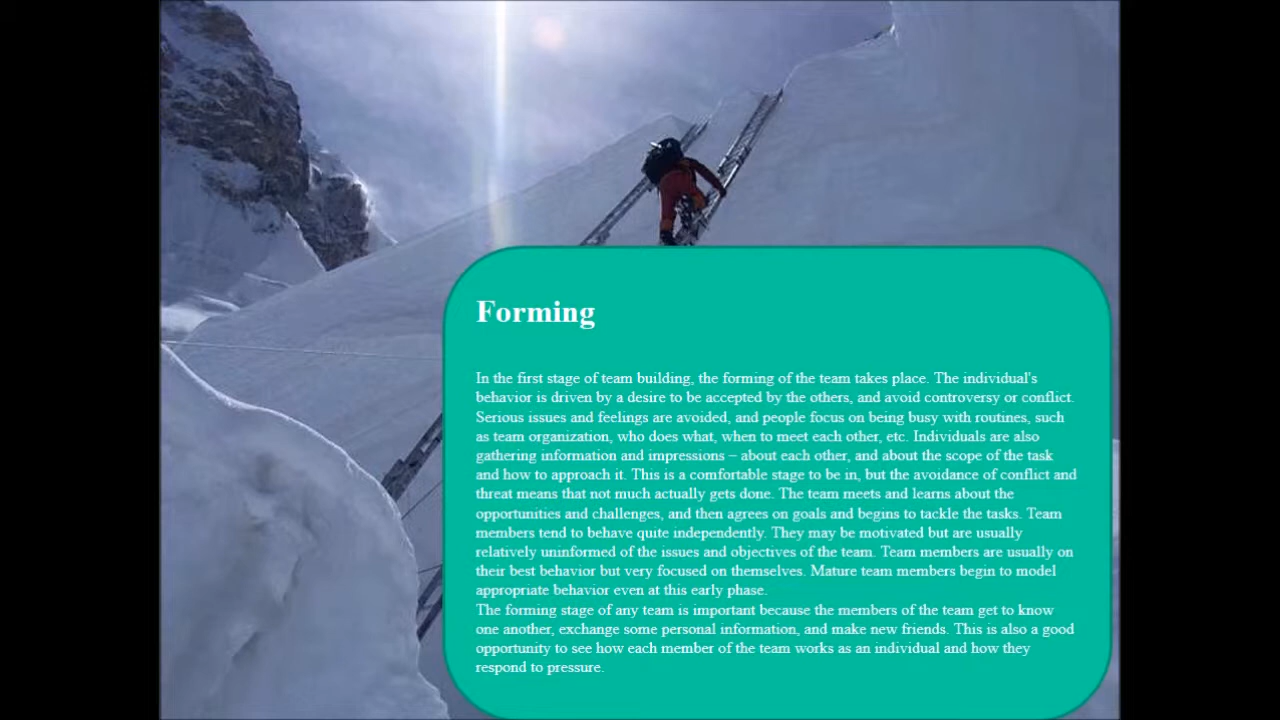 Forming
In the first stage of team building, the forming of the team takes place. The individual's
behavior is driven by a desire to be accepted by the others, and avoid controversy or conflict.
Serious issues and feelings are avoided, and people focus on being busy with routines, such
as team organization, who does what, when to meet each other, etc. Individuals are also
gathering information and impressions – about each other, and about the scope of the task
and how to approach it. This is a comfortable stage to be in, but the avoidance of conflict and
threat means that not much actually gets done. The team meets and learns about the
opportunities and challenges, and then agrees on goals and begins to tackle the tasks. Team
members tend to behave quite independently. They may be motivated but are usually
relatively uninformed of the issues and objectives of the team. Team members are usually on
their best behavior but very focused on themselves. Mature team members begin to model
appropriate behavior even at this early phase.
The forming stage of any team is important because the members of the team get to know
one another, exchange some personal information, and make new friends. This is also a good
opportunity to see how each member of the team works as an individual and how they
respond to pressure.